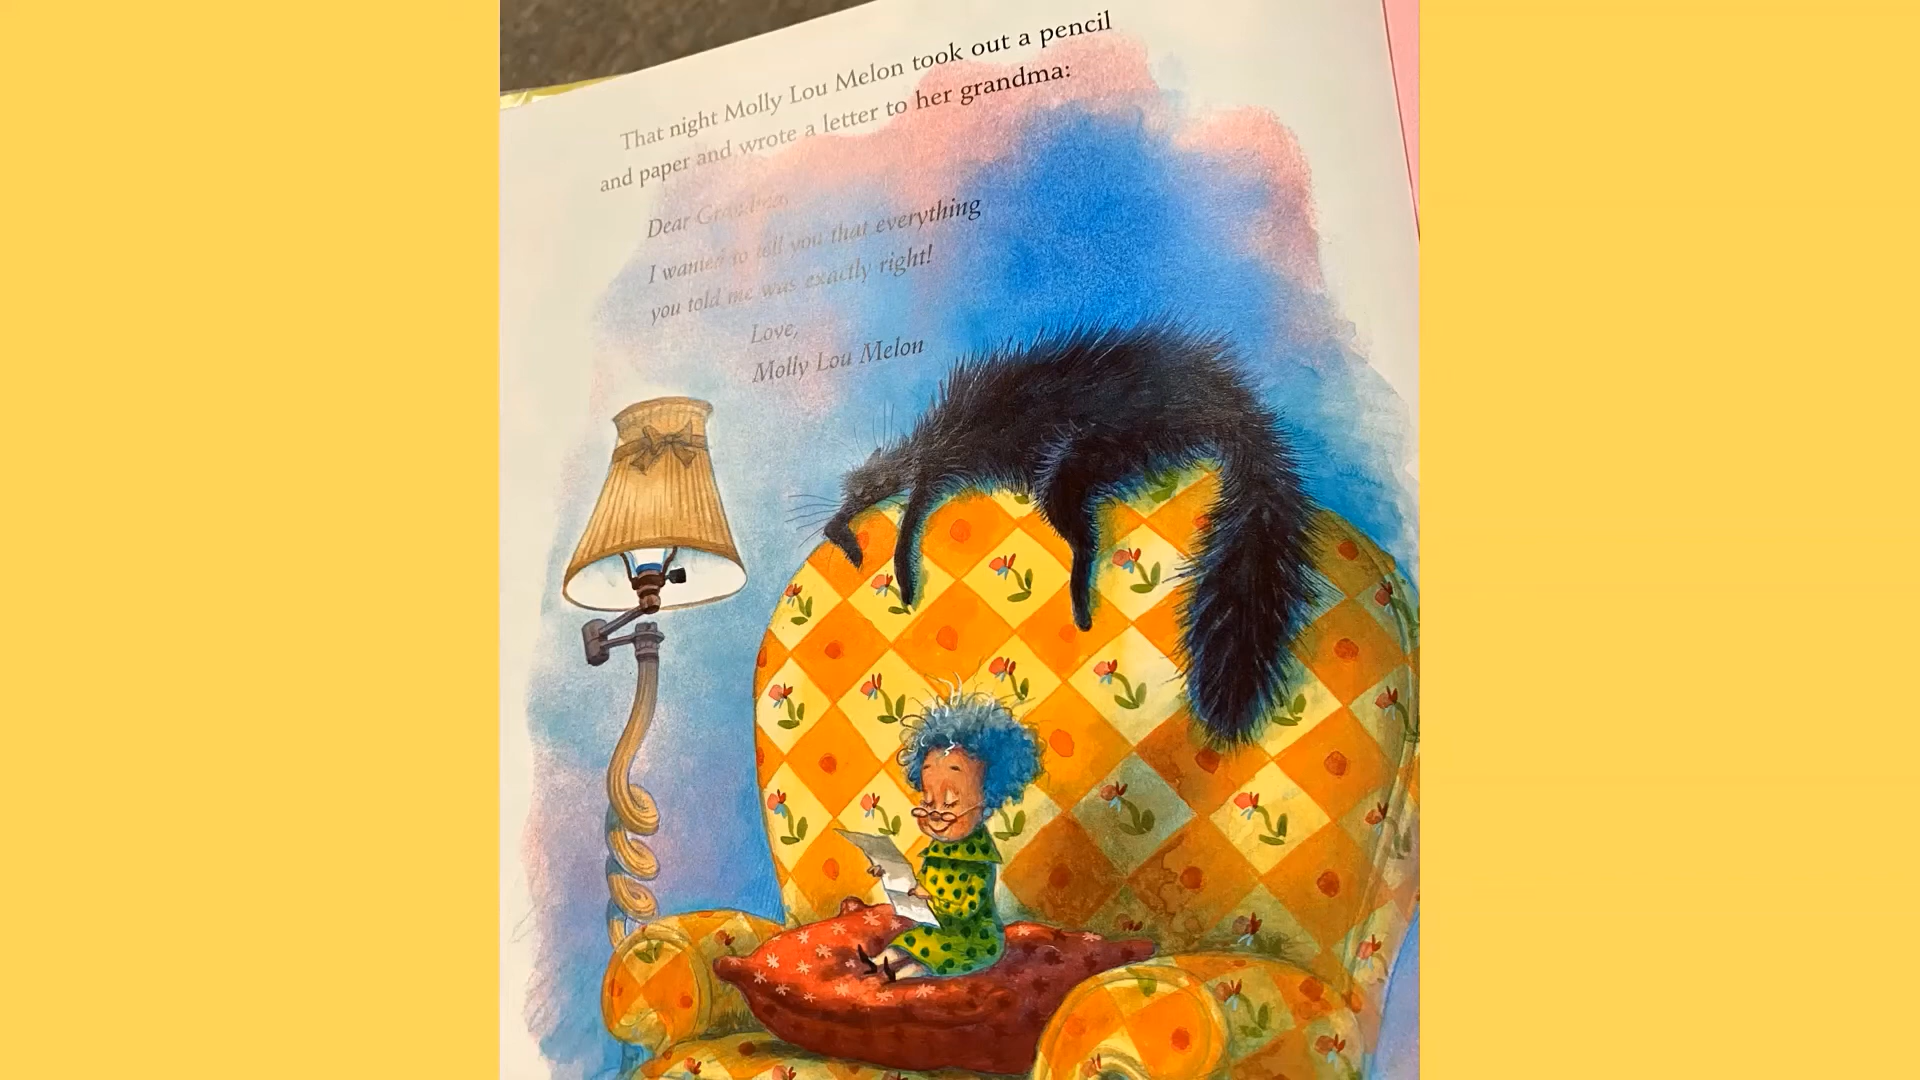 That night Molly Lou Melon took out a pencil
and paper and wrote a letter to her grandma:
Dear Grandma,
I wanted to tell you that everything
you told me was exactly right!
Love,
Molly Lou Melon